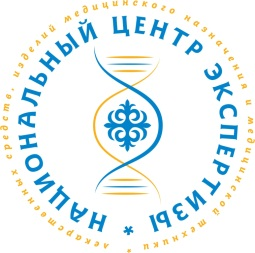 НАЦИОНАЛЬНЫЙ ЦЕНТР ЭКСПЕРТИЗЫ *
лекарственных средств, изделий медицинского назначения и медицинской техники *